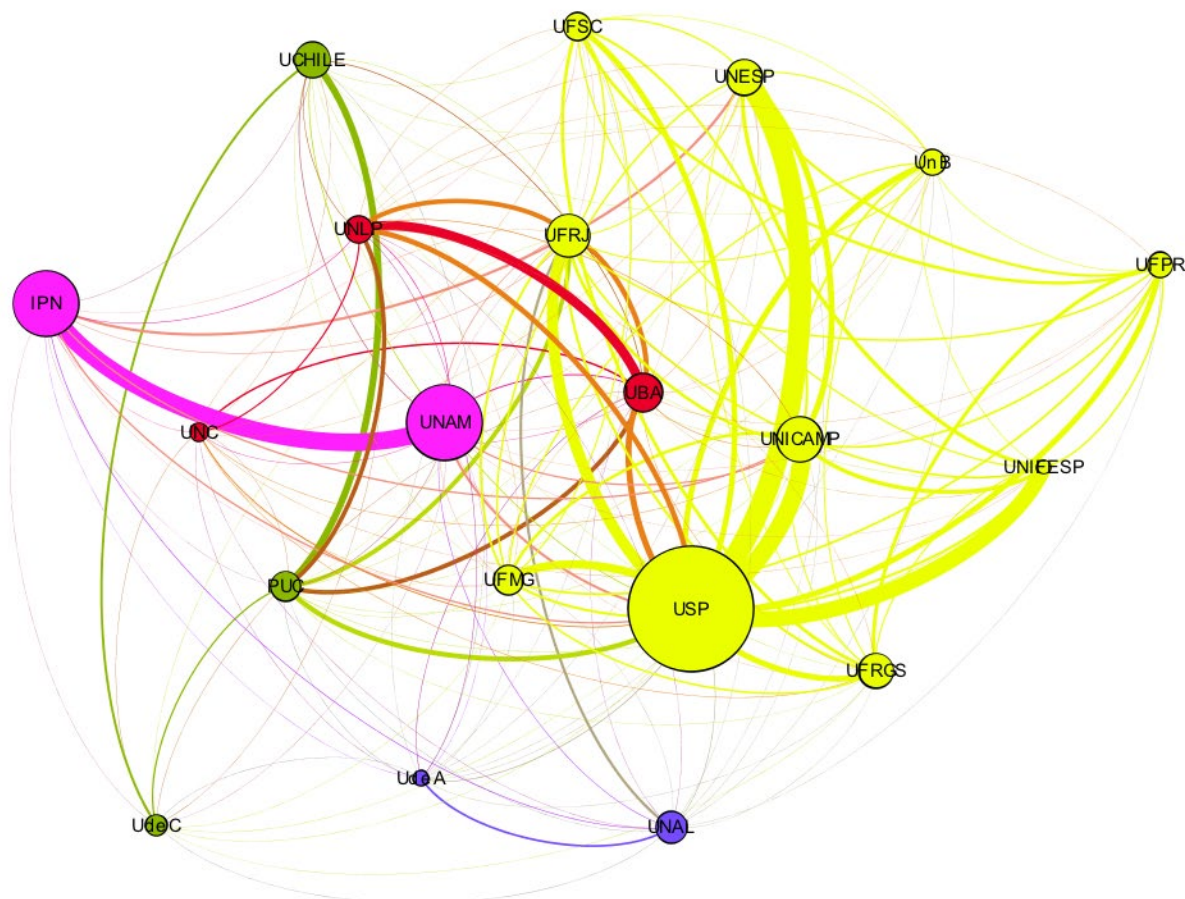 UFSC
UCHILE
UNESP
UnB
UNLP
UFRJ
UFPR
IPN
UBA
UNAM
UNC
UNICAMP
UNIFESP
PUC
UFMG
USP
UFRGS
UdeA
UdeC
UNAL